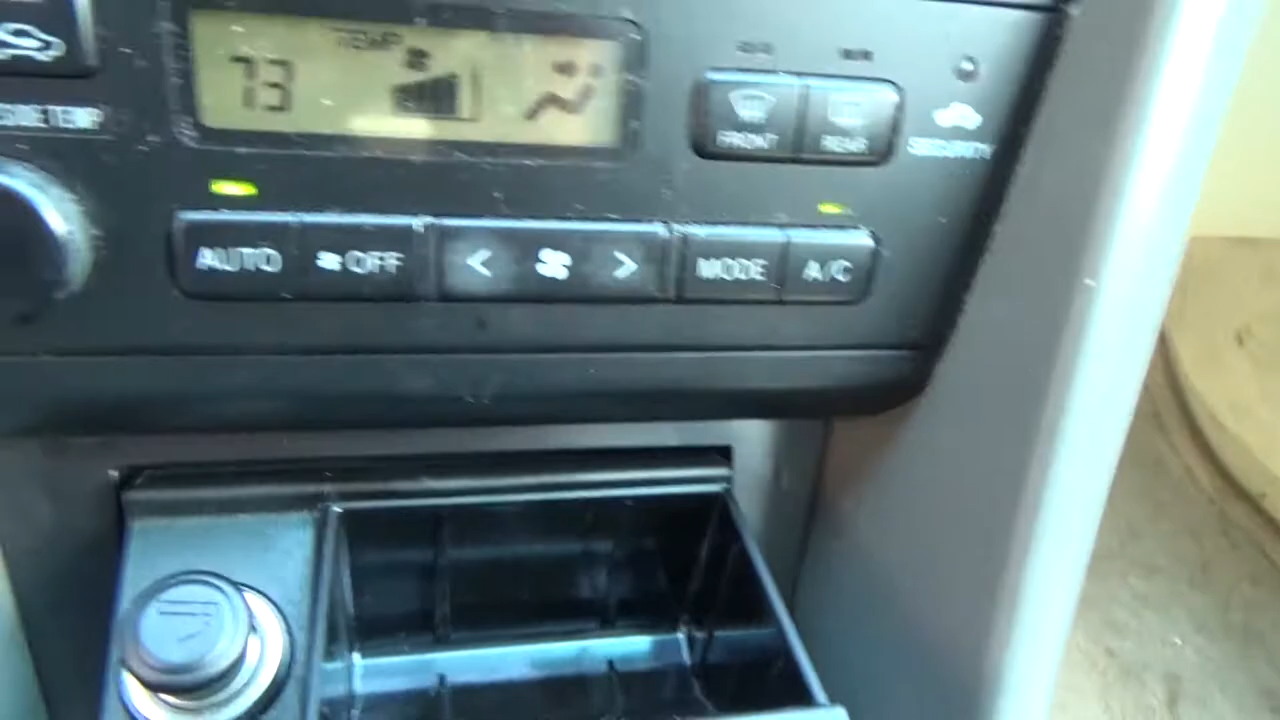 TEMP
73
FRONT
REAR
SECURITY
AUTO
OFF
<
>
MODE
A/C